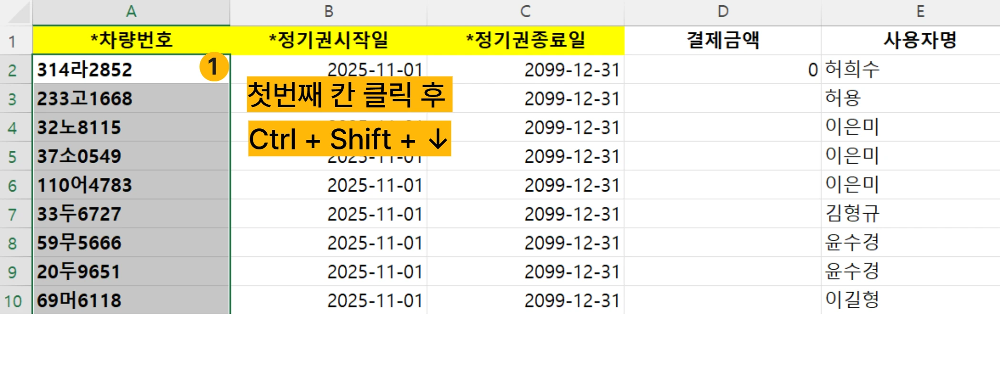 A B C D E
1 *차량번호 *정기권시작일 *정기권종료일 결제금액 사용자명
2 314라2852 1 2025-11-01 2099-12-31 0 허희수
3 233고1668 첫번째 칸 클릭 후 2099-12-31 허용
4 32노8115 Ctrl + Shift + ↓ 2099-12-31 이은미
5 37소0549 2025-11-01 2099-12-31 이은미
6 110어4783 2025-11-01 2099-12-31 이은미
7 33두6727 2025-11-01 2099-12-31 김형규
8 59무5666 2025-11-01 2099-12-31 윤수경
9 20두9651 2025-11-01 2099-12-31 윤수경
10 69머6118 2025-11-01 2099-12-31 이길형